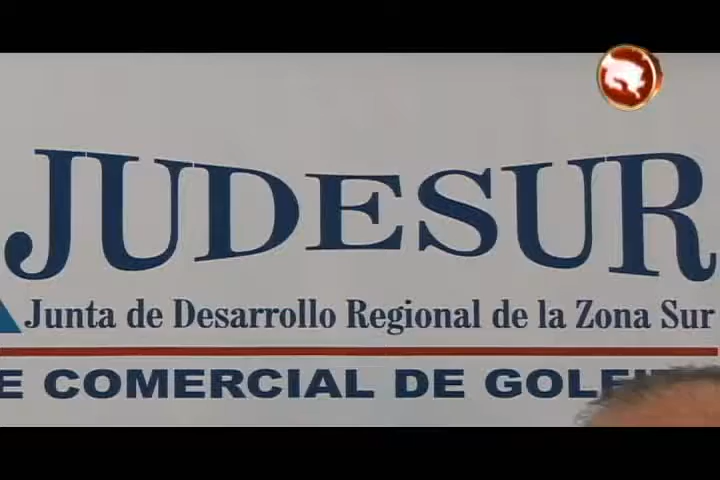 JUDESUR
Junta de Desarrollo Regional de la Zona Sur
E COMERCIAL DE